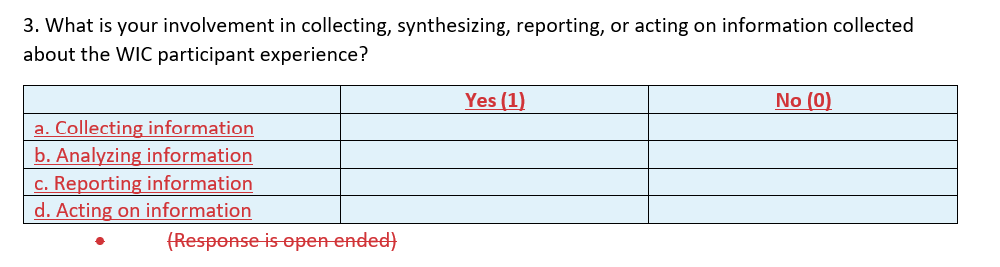 3. What is your involvement in collecting, synthesizing, reporting, or acting on information collected
about the WIC participant experience?
Yes (1) No (0)
a. Collecting information
b. Analyzing information
c. Reporting information
d. Acting on information
• (Response is open ended)